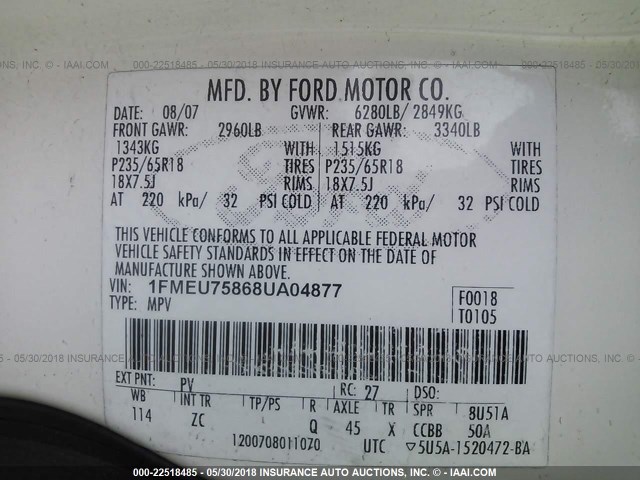 000-22518485 - 05/30/2018 INSURANCE AUTO AUCTIONS, INC. - © - IAAI.COM
MFD. BY FORD MOTOR CO.
DATE: 08/07 GVWR: 6280LB/ 2849KG
FRONT GAWR: 2960LB REAR GAWR: 3340LB
1343KG WITH 1515KG WITH
P235/65R18 TIRES P235/65R18 TIRES
18X7.5J RIMS 18X7.5J RIMS
AT 220 kPa/ 32 PSI COLD AT 220 kPa/ 32 PSI COLD
Ford
THIS VEHICLE CONFORMS TO ALL APPLICABLE FEDERAL MOTOR
VEHICLE SAFETY STANDARDS IN EFFECT ON THE DATE OF
MANUFACTURE SHOWN ABOVE.
VIN: 1FMEU75868UA04877 F0018
TYPE: MPV T0105
EXT PNT: PV RC: 27 DSO:
WB INT TR TP/PS R AXLE TR SPR 8U51A
114 ZC Q 45 X CCBB 50A
1200708011070 UTC ▽5U5A-1520472-BA
000-22518485 - 05/30/2018 INSURANCE AUTO AUCTIONS, INC. - © - IAAI.COM